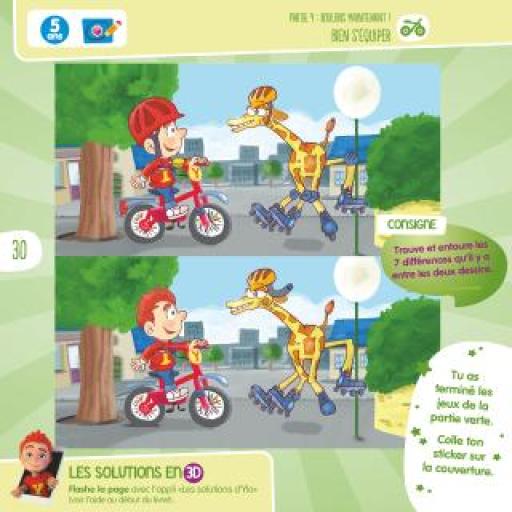 5
ans
PARTIE 4 : ROULONS MAINTENANT !
BIEN S'ÉQUIPER
30
CONSIGNE
Trouve et entoure les
7 différences qu'il y a
entre les deux dessins.
Tu as
terminé les
jeux de la
partie verte.
Colle ton
sticker sur
la couverture.
LES SOLUTIONS EN 3D
Flashe la page avec l'appli «Les solutions d'Ylo»
(voir l'aide au début du livret).